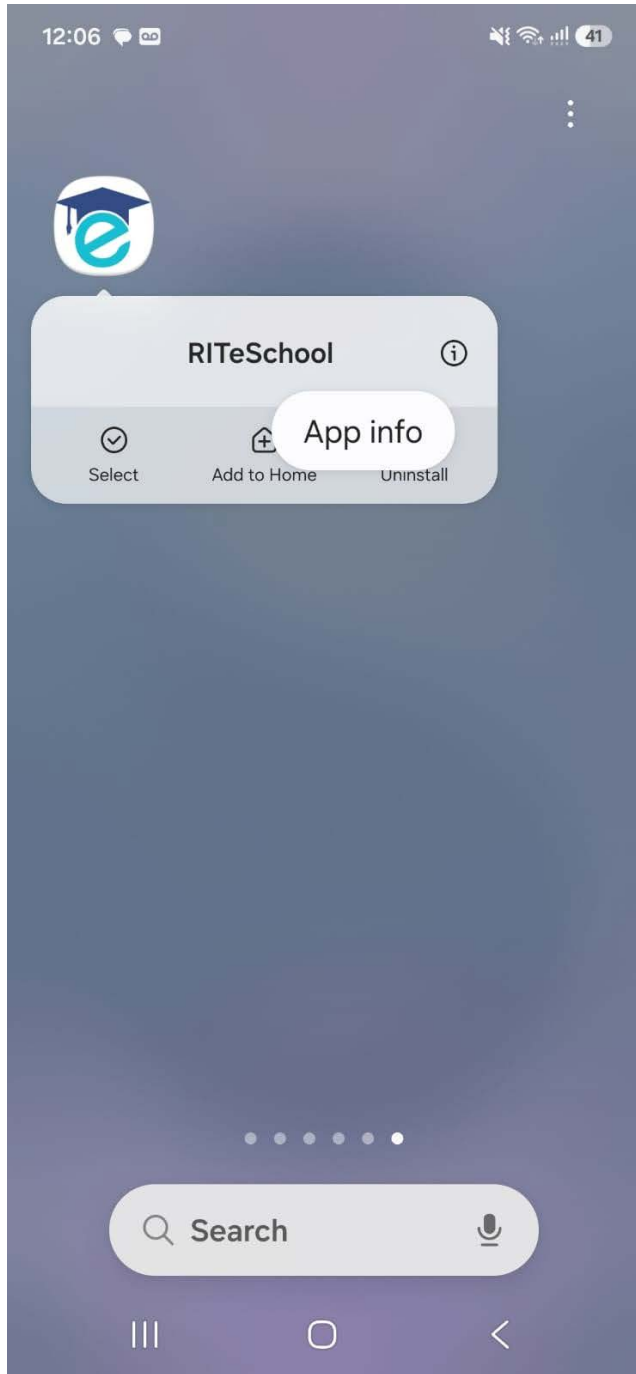 12:06
41
RITeSchool
App info
Select
Add to Home
Uninstall
Search